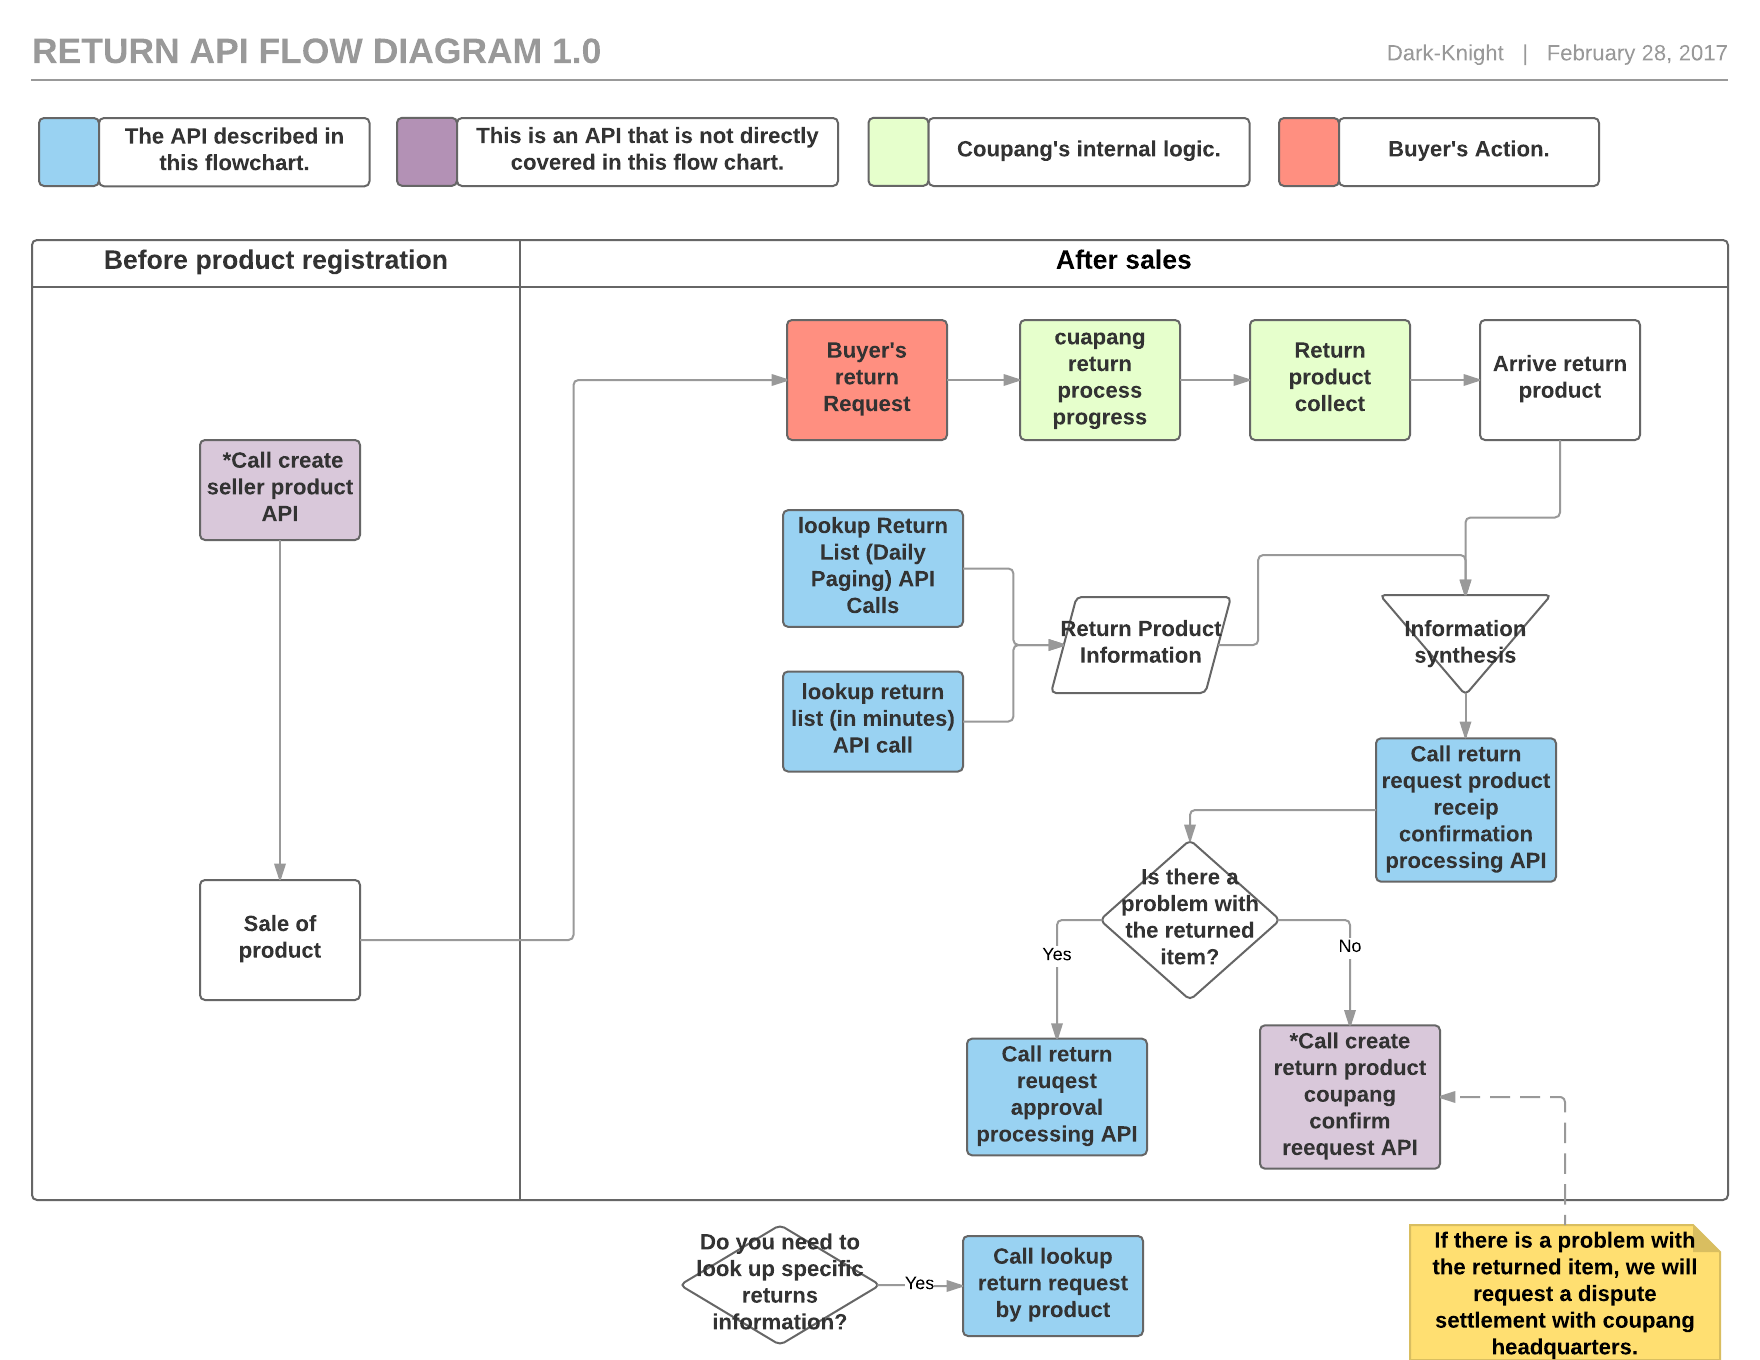 RETURN API FLOW DIAGRAM 1.0
Dark-Knight | February 28, 2017
The API described in
this flowchart.
This is an API that is not directly
covered in this flow chart.
Coupang's internal logic.
Buyer's Action.
Before product registration
After sales
*Call create
seller product
API
Sale of
product
Buyer's
return
Request
cuapang
return
process
progress
Return
product
collect
Arrive return
product
lookup Return
List (Daily
Paging) API
Calls
lookup return
list (in minutes)
API call
Return Product
Information
Information
synthesis
Call return
request product
receip
confirmation
processing API
Is there a
problem with
the returned
item?
Yes
No
Call return
reuqest
approval
processing API
*Call create
return product
coupang
confirm
reequest API
Do you need to
look up specific
returns
information?
Yes
Call lookup
return request
by product
If there is a problem with
the returned item, we will
request a dispute
settlement with coupang
headquarters.